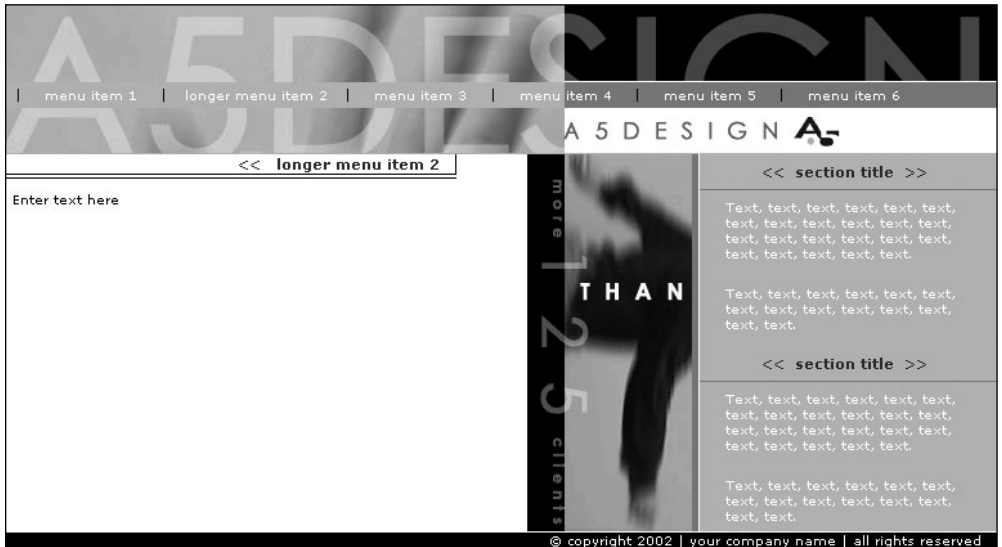 A5DESIGN
| menu item 1 | longer menu item 2 | menu item 3 | menu item 4 | menu item 5 | menu item 6
A5DESIGN A5
<< longer menu item 2
Enter text here
more 125 clients
THAN
<< section title >>
Text, text, text, text, text, text,
text, text, text, text, text, text,
text, text, text, text, text, text,
text, text, text, text, text.
Text, text, text, text, text, text,
text, text, text, text, text, text,
text, text.
<< section title >>
Text, text, text, text, text, text,
text, text, text, text, text, text,
text, text, text, text, text, text,
text, text, text, text, text.
Text, text, text, text, text, text,
text, text, text, text, text, text,
text, text.
© copyright 2002 | your company name | all rights reserved